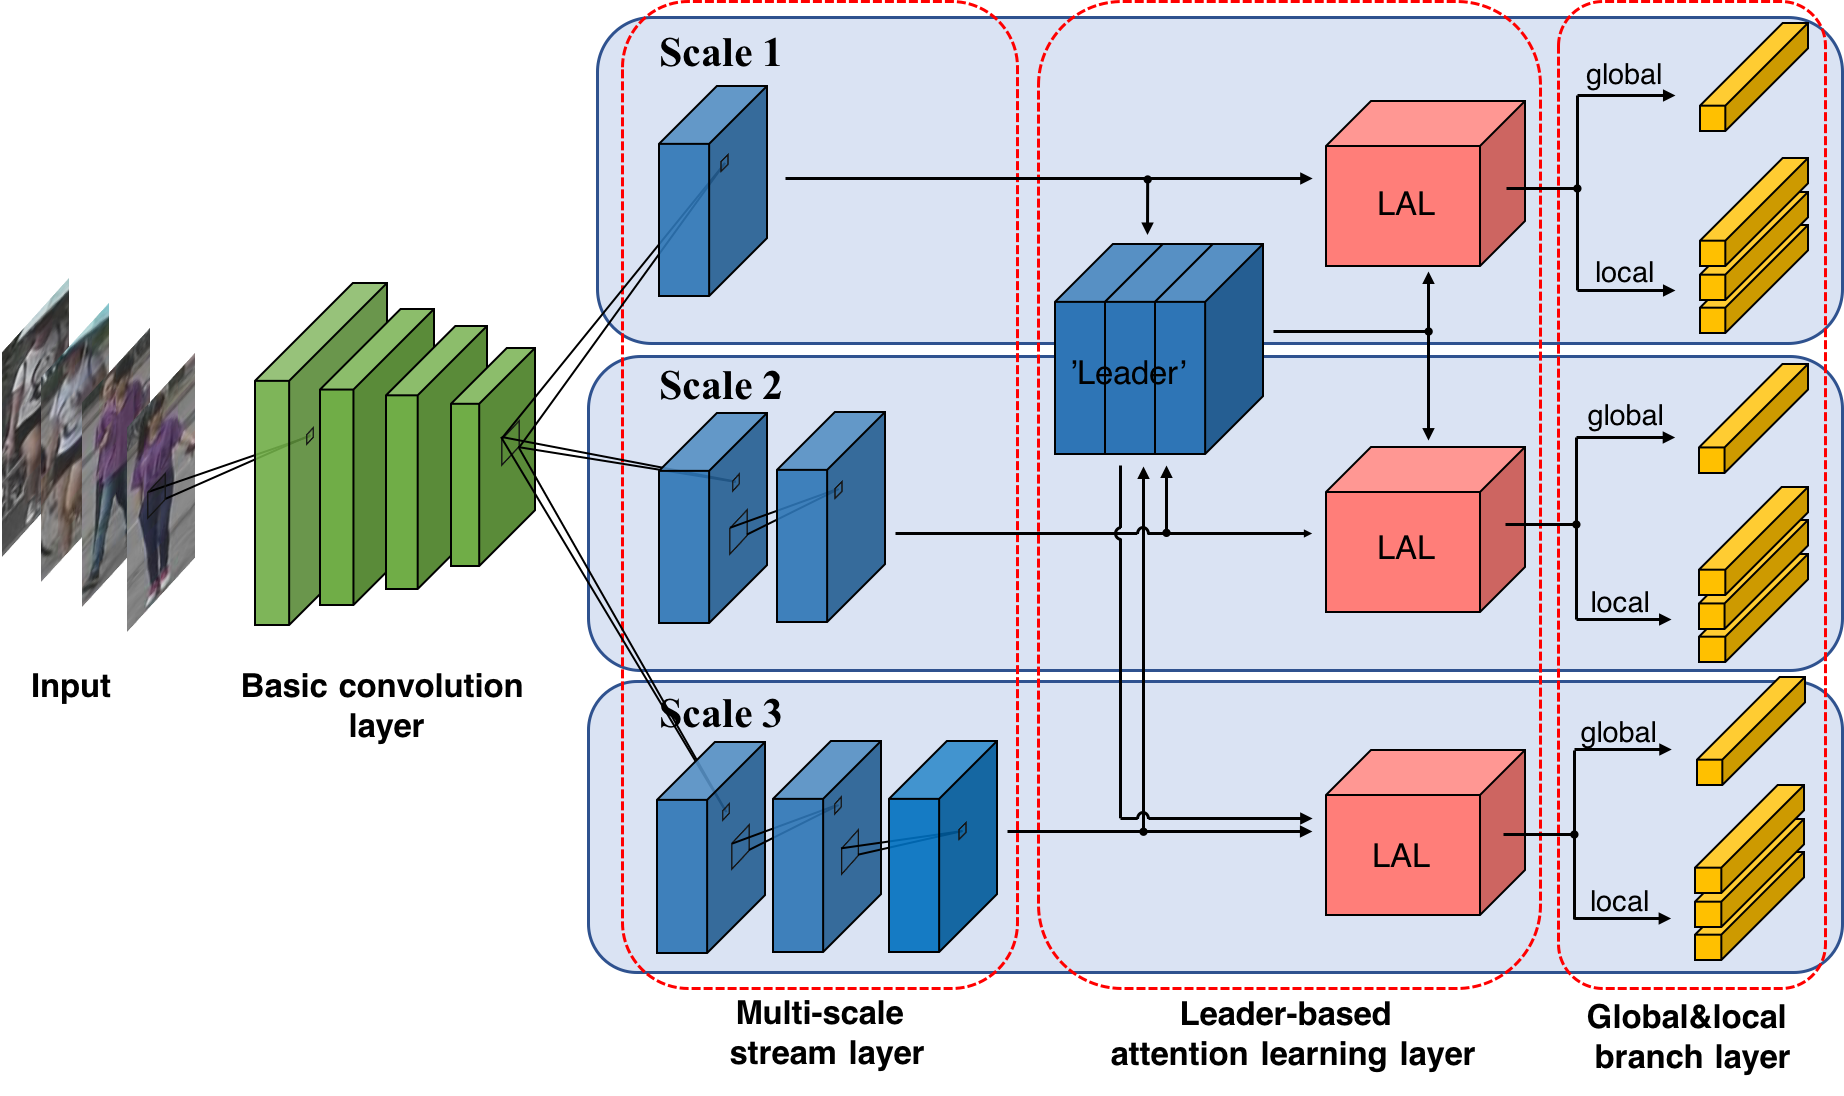 Scale 1
global
LAL
local
'Leader'
Scale 2
global
LAL
local
Input
Basic convolution
layer
Scale 3
global
LAL
local
Multi-scale
stream layer
Leader-based
attention learning layer
Global&local
branch layer